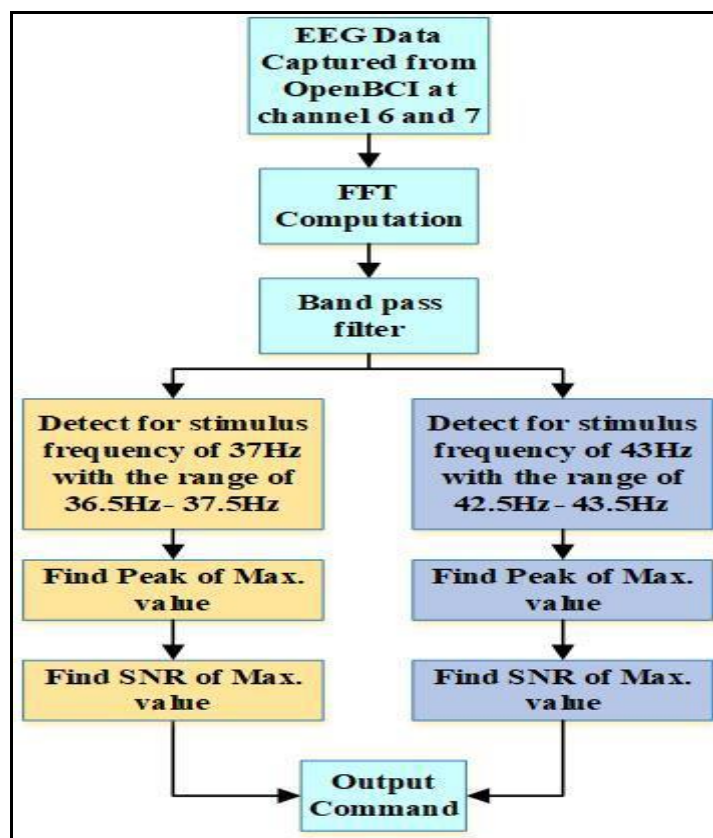 EEG Data
Captured from
OpenBCI at
channel 6 and 7
FFT
Computation
Band pass
filter
Detect for stimulus
frequency of 37Hz
with the range of
36.5Hz- 37.5Hz
Find Peak of Max.
value
Find SNR of Max.
value
Detect for stimulus
frequency of 43Hz
with the range of
42.5Hz- 43.5Hz
Find Peak of Max.
value
Find SNR of Max.
value
Output
Command